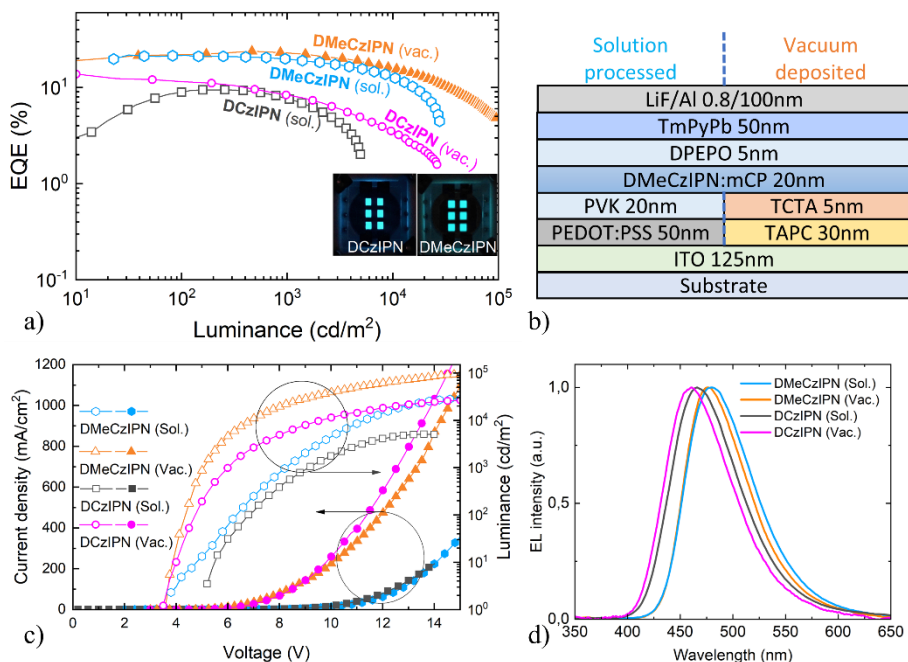 DMeCzIPN (vac.)
DMeCzIPN (sol.)
DCzIPN (sol.)
DCzIPN (vac.)
EQE (%)
10¹
10⁰
10⁻¹
10¹ 10² 10³ 10⁴ 10⁵
Luminance (cd/m²)
DCzIPN DMeCzIPN
a)
Solution processed
Vacuum deposited
LiF/Al 0.8/100nm
TmPyPb 50nm
DPEPO 5nm
DMeCzIPN:mCP 20nm
PVK 20nm TCTA 5nm
PEDOT:PSS 50nm TAPC 30nm
ITO 125nm
Substrate
b)
Current density (mA/cm²)
1200
1000
800
600
400
200
0
DMeCzIPN (Sol.)
DMeCzIPN (Vac.)
DCzIPN (Sol.)
DCzIPN (Vac.)
10⁵
10⁴
10³
10²
10¹
10⁰
Luminance (cd/m²)
0 2 4 6 8 10 12 14
Voltage (V)
c)
EL intensity (a.u.)
1,0
0,5
0,0
DMeCzIPN (Sol.)
DMeCzIPN (Vac.)
DCzIPN (Sol.)
DCzIPN (Vac.)
350 400 450 500 550 600 650
Wavelength (nm)
d)